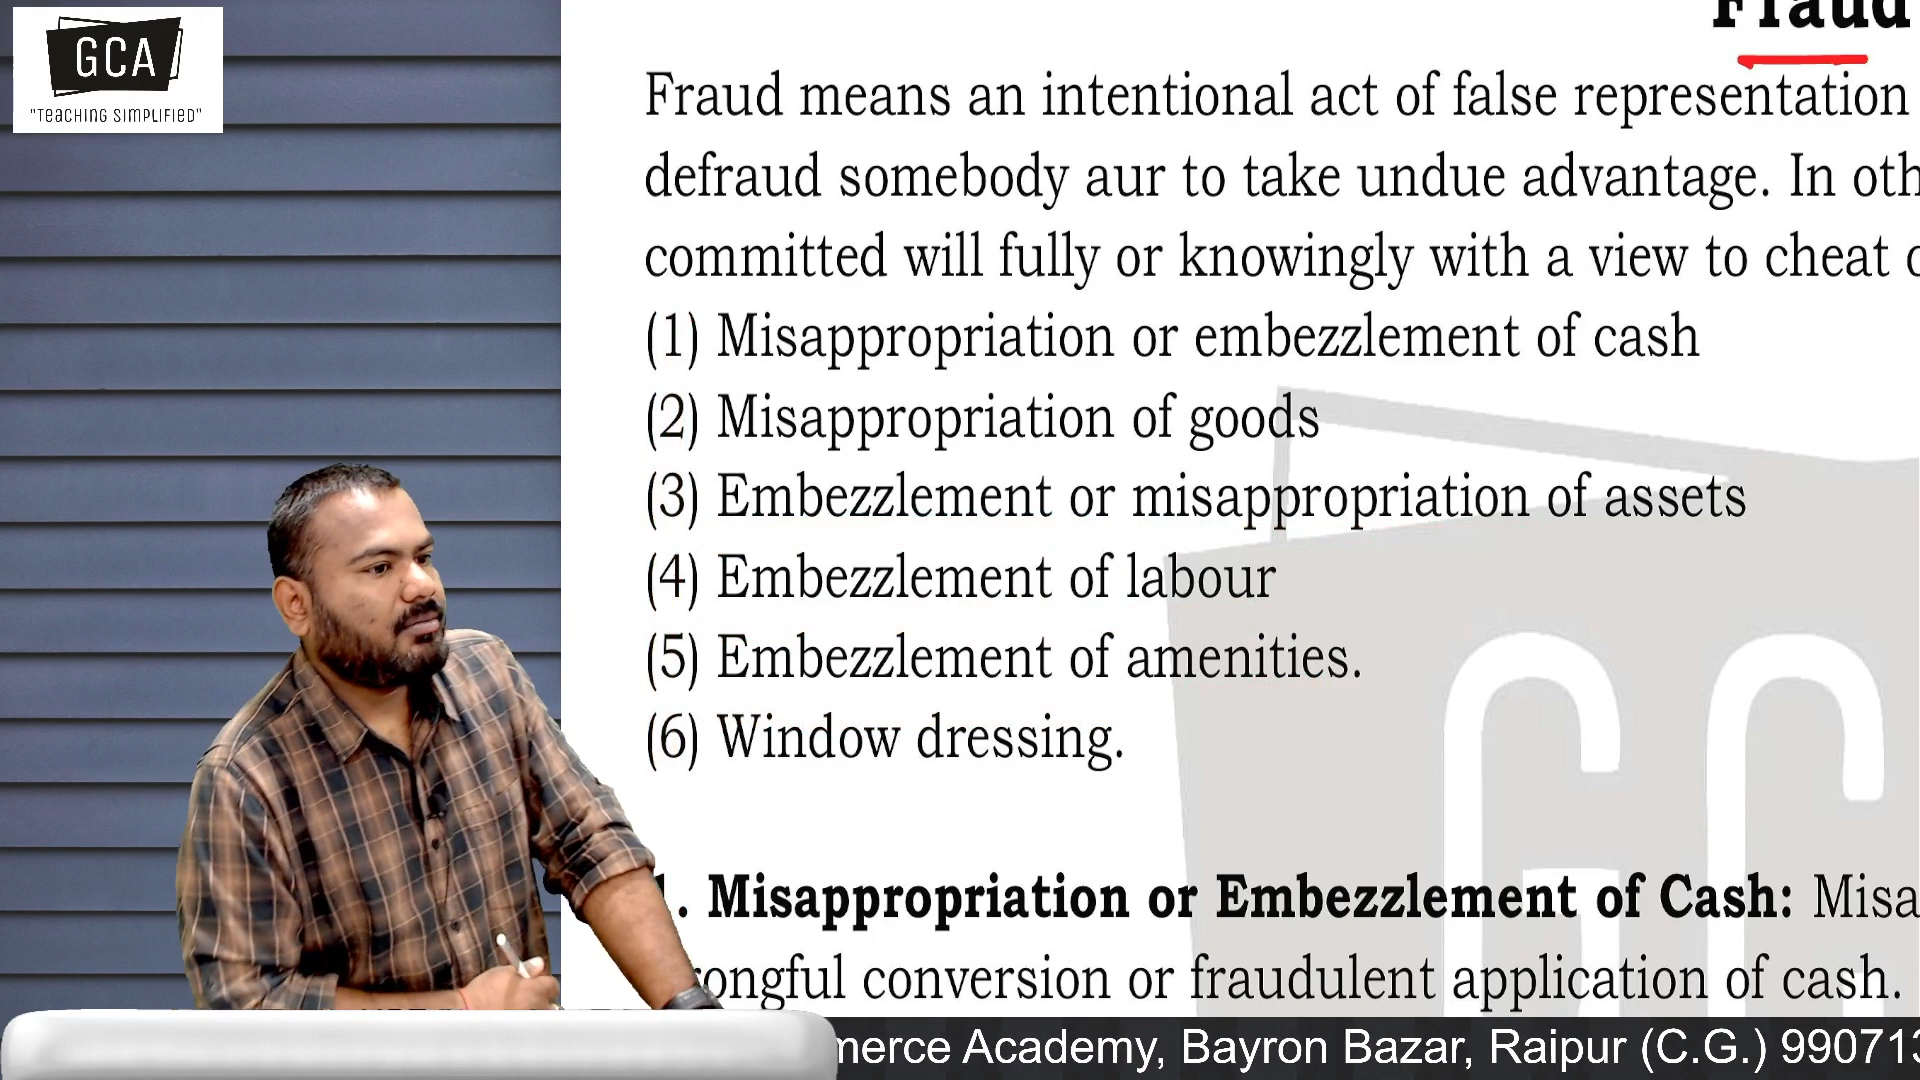 GCA
"TEACHING SIMPLIFIED"
Fraud
Fraud means an intentional act of false representation
defraud somebody aur to take undue advantage. In oth
committed will fully or knowingly with a view to cheat
(1) Misappropriation or embezzlement of cash
(2) Misappropriation of goods
(3) Embezzlement or misappropriation of assets
(4) Embezzlement of labour
(5) Embezzlement of amenities.
(6) Window dressing.
. Misappropriation or Embezzlement of Cash: Misa
rongful conversion or fraudulent application of cash.
merce Academy, Bayron Bazar, Raipur (C.G.) 990713
GC